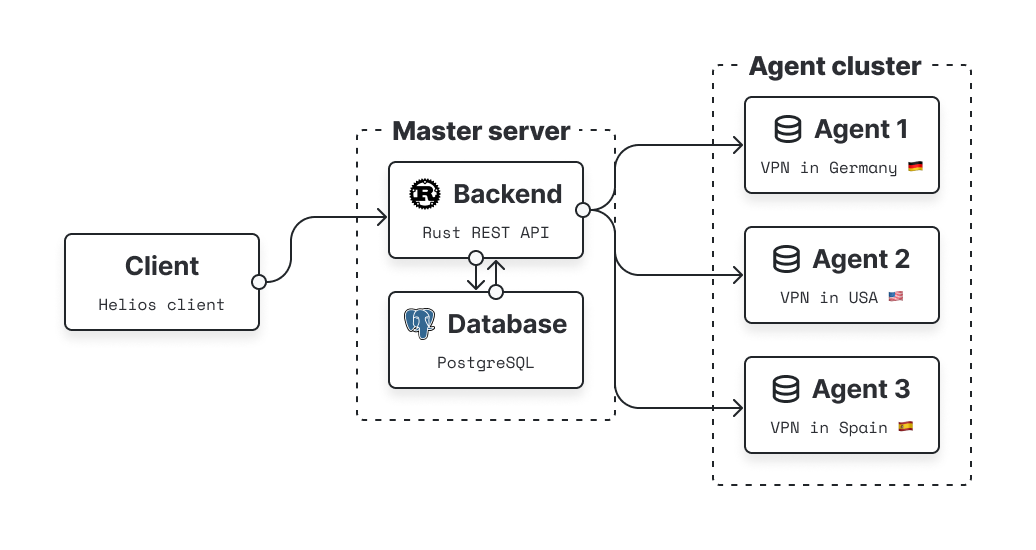 Client
Helios client
Master server
Backend
Rust REST API
Database
PostgreSQL
Agent cluster
Agent 1
VPN in Germany 🇩🇪
Agent 2
VPN in USA 🇺🇸
Agent 3
VPN in Spain 🇪🇸